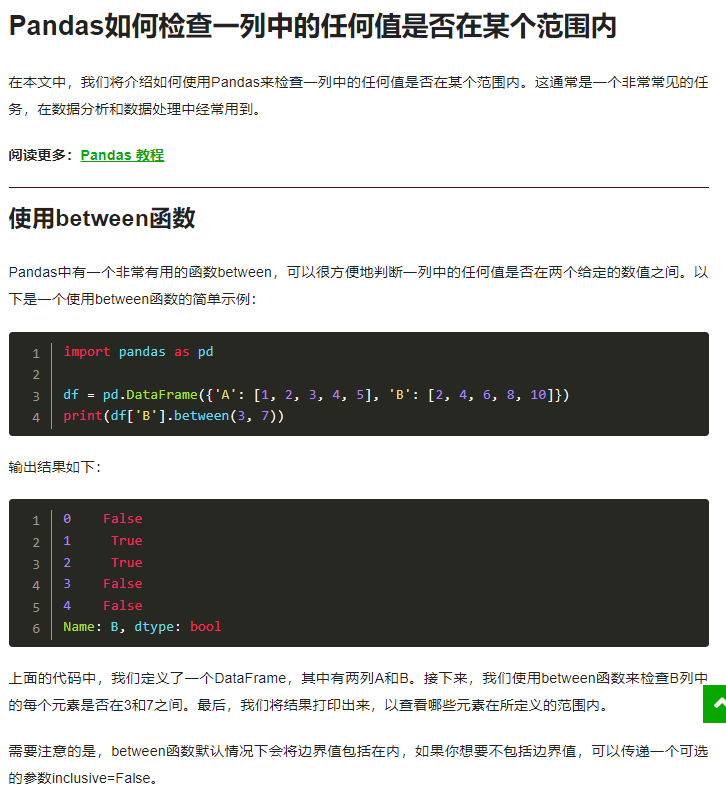 Pandas如何检查一列中的任何值是否在某个范围内
在本文中，我们将介绍如何使用Pandas来检查一列中的任何值是否在某个范围内。这通常是一个非常常见的任
务，在数据分析和数据处理中经常用到。
阅读更多：Pandas 教程
使用between函数
Pandas中有一个非常有用的函数between，可以很方便地判断一列中的任何值是否在两个给定的数值之间。以
下是一个使用between函数的简单示例：
1 import pandas as pd
2
3 df = pd.DataFrame({'A': [1, 2, 3, 4, 5], 'B': [2, 4, 6, 8, 10]})
4 print(df['B'].between(3, 7))
输出结果如下：
1 0    False
2 1     True
3 2     True
4 3    False
5 4    False
6 Name: B, dtype: bool
上面的代码中，我们定义了一个DataFrame，其中有两列A和B。接下来，我们使用between函数来检查B列中
的每个元素是否在3和7之间。最后，我们将结果打印出来，以查看哪些元素在所定义的范围内。
需要注意的是，between函数默认情况下会将边界值包括在内，如果你想要不包括边界值，可以传递一个可选
的参数inclusive=False。